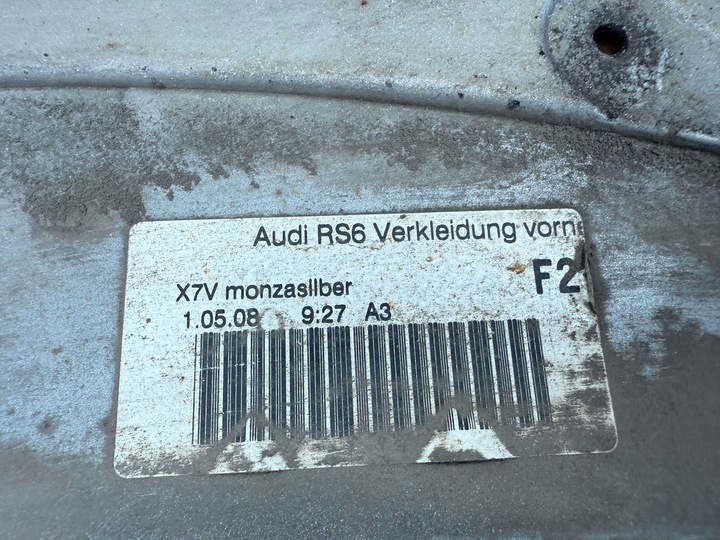 Audi RS6 Verkleidung vorne
F2
X7V monzasilber
1.05.08 9:27 A3